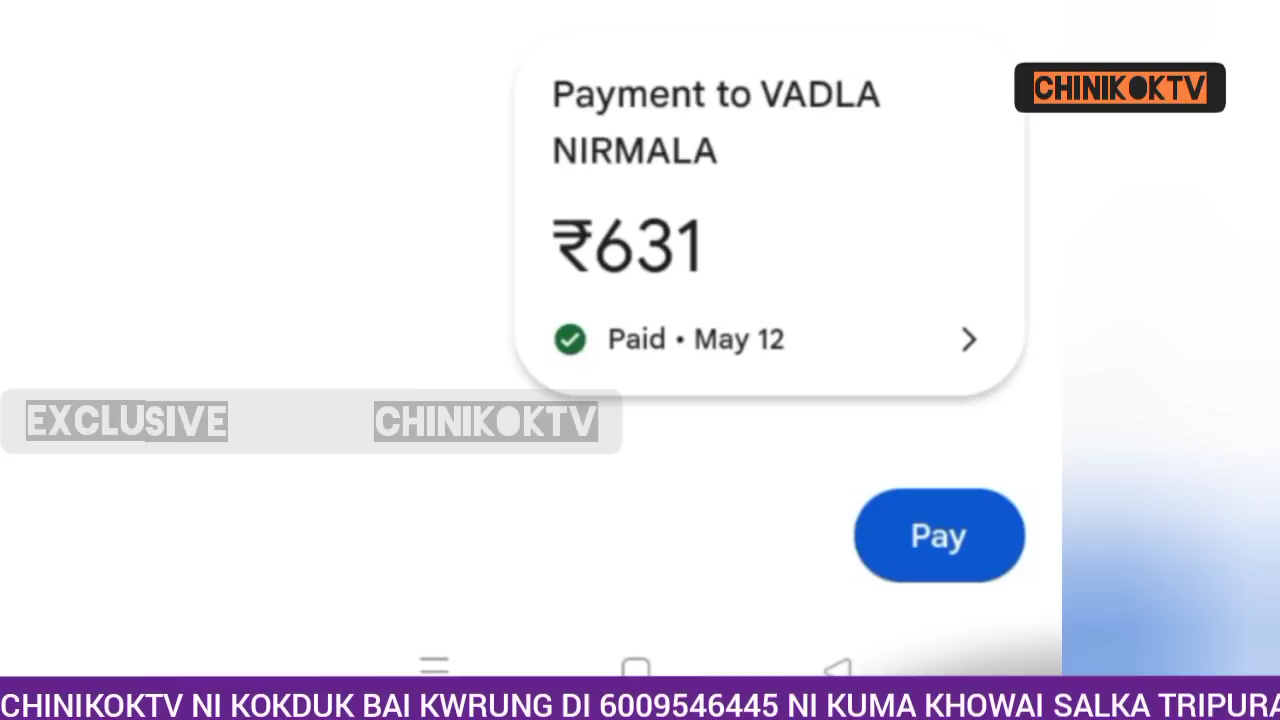 Payment to VADLA
NIRMALA
CHINIKOKTV
₹631
Paid • May 12
EXCLUSIVE CHINIKOKTV
Pay
CHINIKOKTV NI KOKDUK BAI KWRUNG DI 6009546445 NI KUMA KHOWAI SALKA TRIPURA